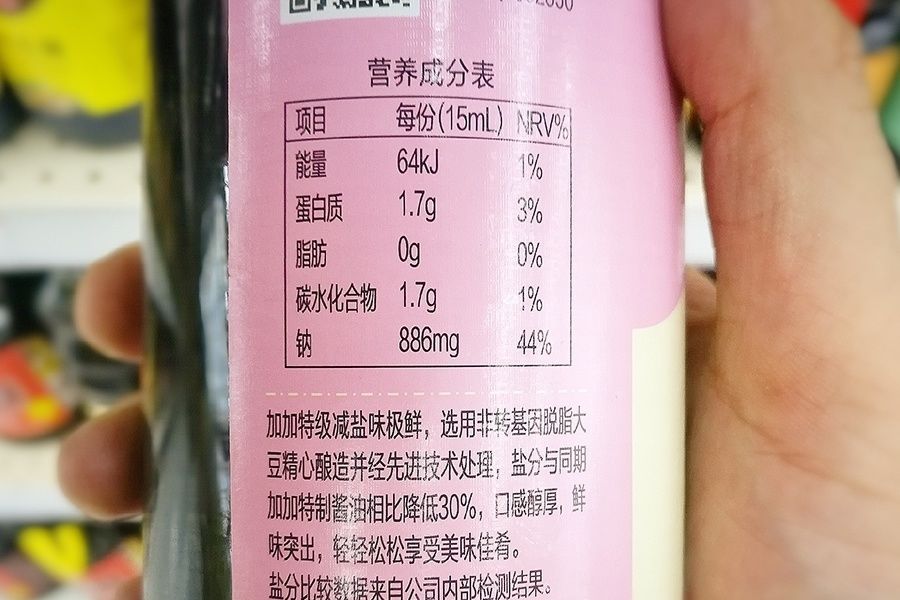 营养成分表
项目 每份(15mL) NRV%
能量 64kJ 1%
蛋白质 1.7g 3%
脂肪 0g 0%
碳水化合物 1.7g 1%
钠 886mg 44%
加加特级减盐味极鲜，选用非转基因脱脂大
豆精心酿造并经先进技术处理，盐分与同期
加加特制酱油相比降低30%，口感醇厚，鲜
味突出，轻轻松松享受美味佳肴。
盐分比较数据来自公司内部检测结果。